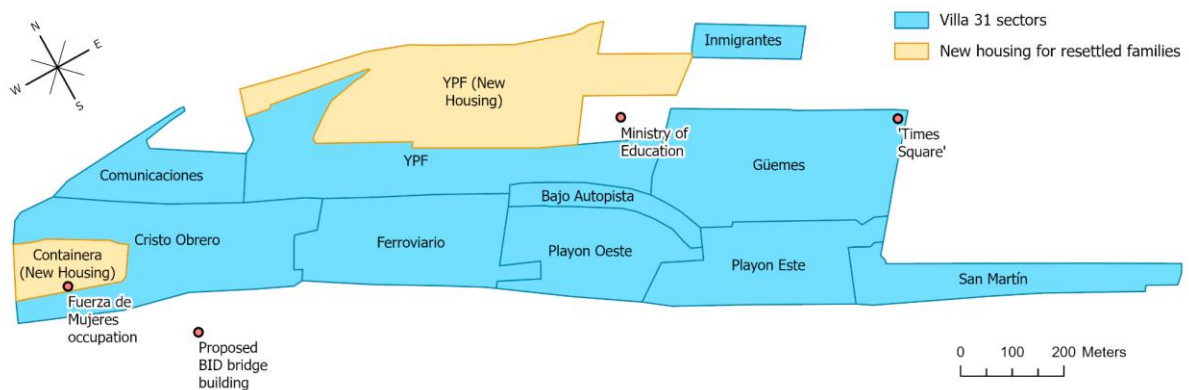 N
E
W
S
Villa 31 sectors
New housing for resettled families
Inmigrantes
YPF (New
Housing)
Ministry of
Education
'Times
Square'
Güemes
YPF
Comunicaciones
Bajo Autopista
Cristo Obrero
Ferroviario
Playon Oeste
Playon Este
San Martín
Containera
(New Housing)
Fuerza de
Mujeres
occupation
Proposed
BID bridge
building
0 100 200 Meters